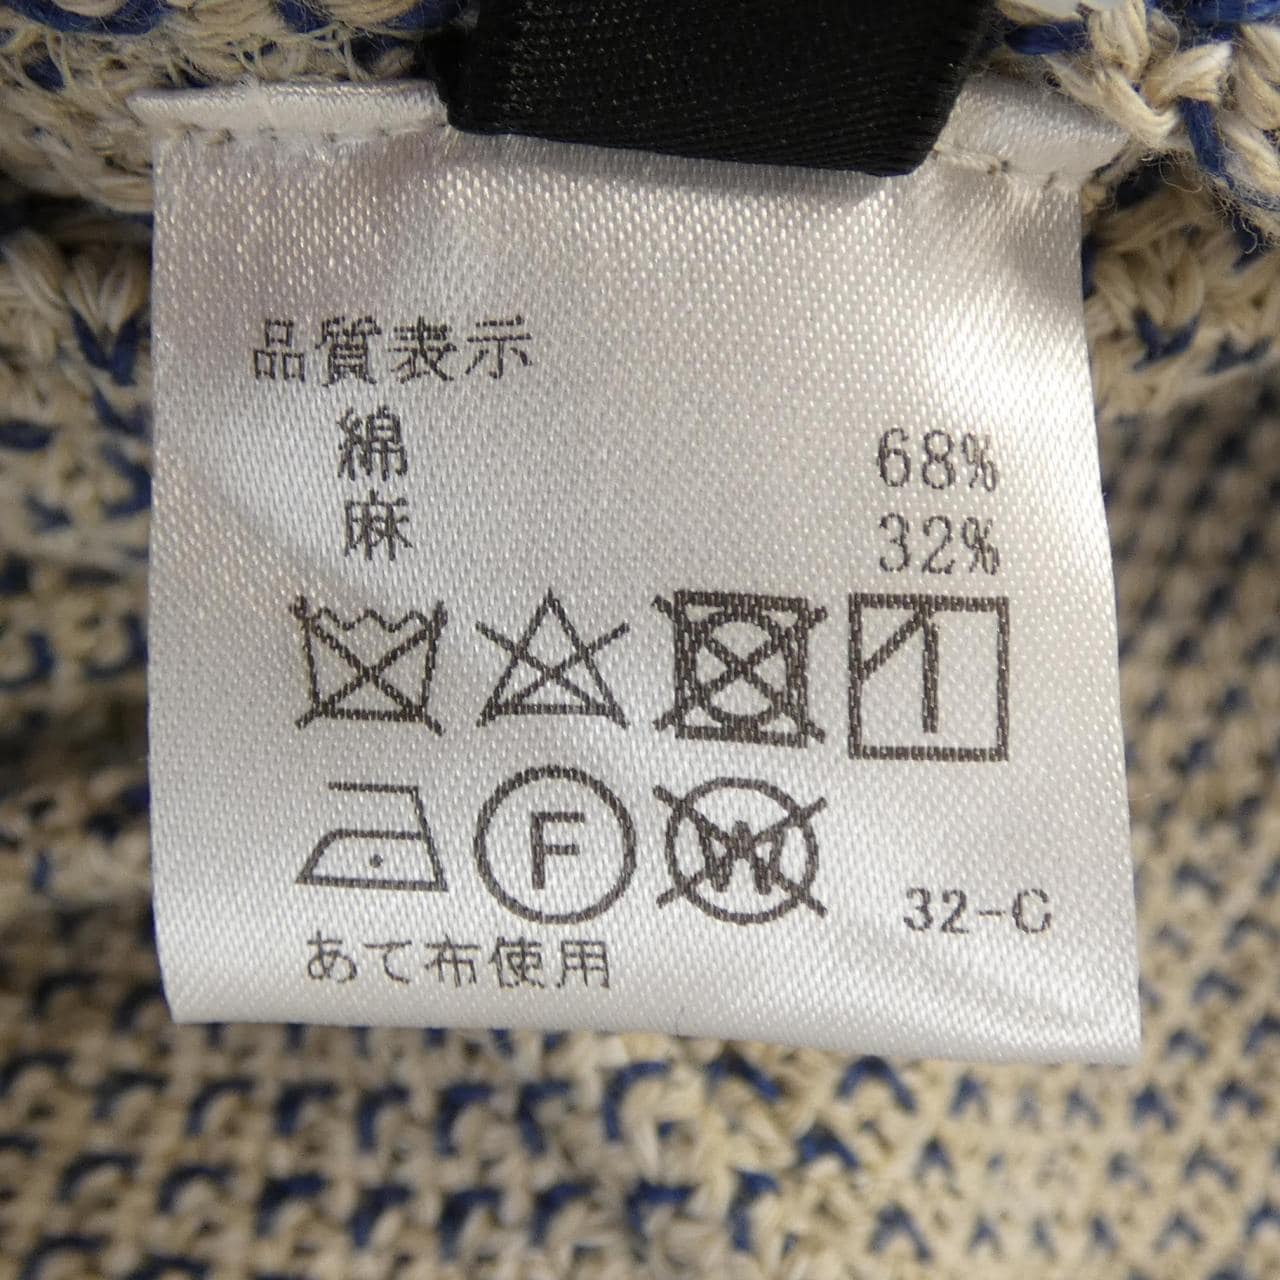 品質表示
綿 68%
麻 32%
F W
32-C
あて布使用